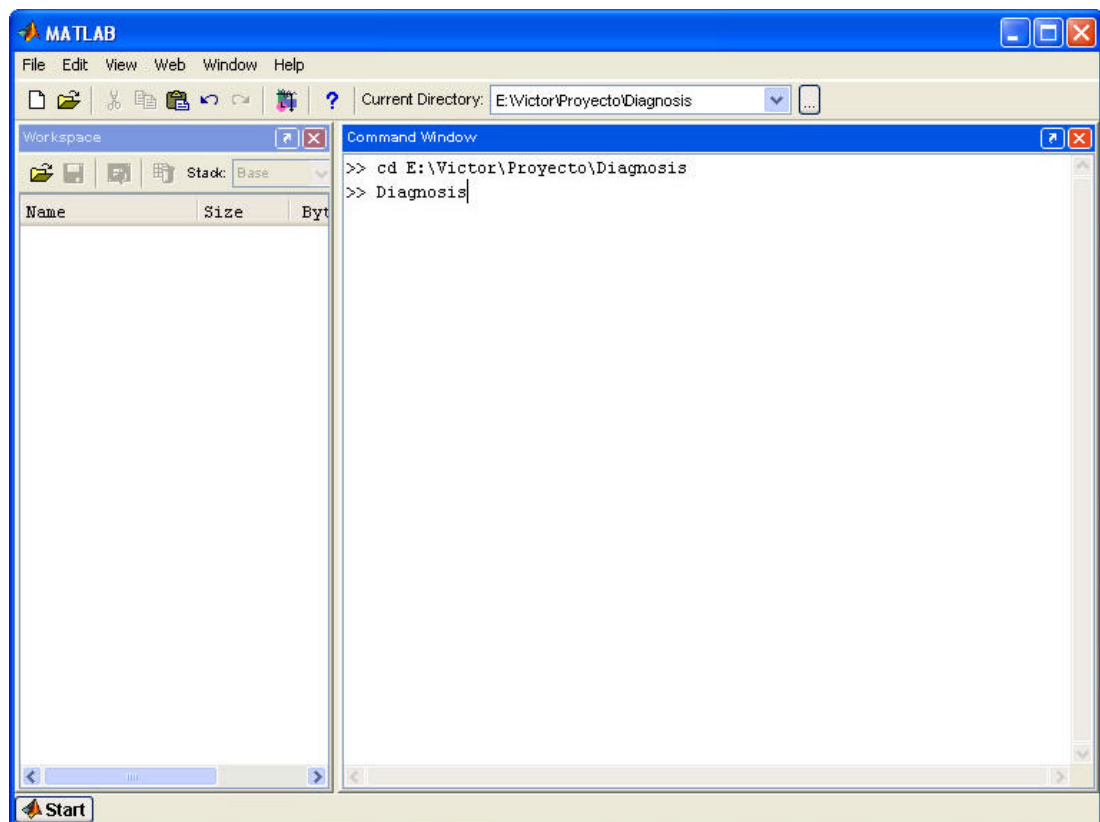 MATLAB
File Edit View Web Window Help
? Current Directory: E:\Victor\Proyecto\Diagnosis ...
Workspace
Stack: Base
Name Size Byt
Command Window
>> cd E:\Victor\Proyecto\Diagnosis
>> Diagnosis
Start